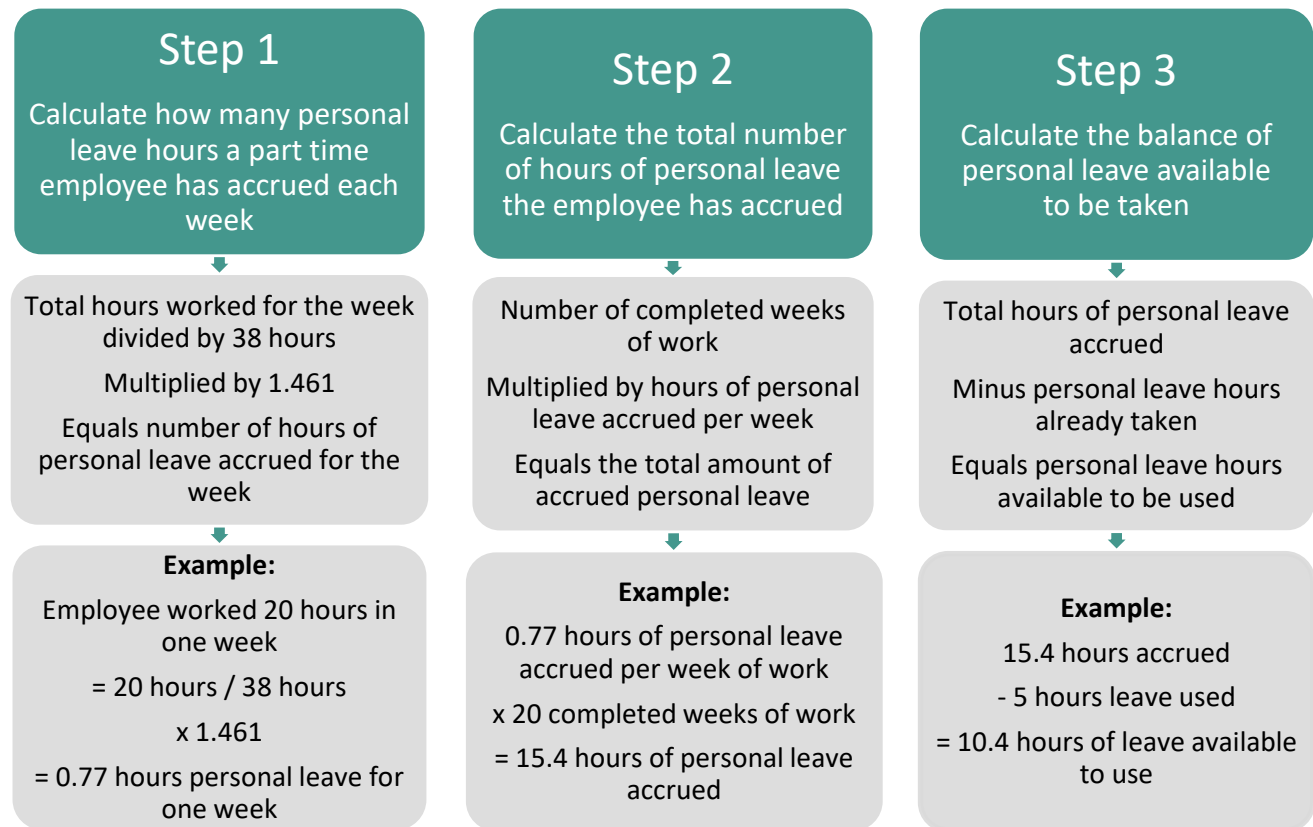 Step 1
Calculate how many personal
leave hours a part time
employee has accrued each
week
Total hours worked for the week
divided by 38 hours
Multiplied by 1.461
Equals number of hours of
personal leave accrued for the
week
Example:
Employee worked 20 hours in
one week
= 20 hours / 38 hours
x 1.461
= 0.77 hours personal leave for
one week
Step 2
Calculate the total number
of hours of personal leave
the employee has accrued
Number of completed weeks
of work
Multiplied by hours of personal
leave accrued per week
Equals the total amount of
accrued personal leave
Example:
0.77 hours of personal leave
accrued per week of work
x 20 completed weeks of work
= 15.4 hours of personal leave
accrued
Step 3
Calculate the balance of
personal leave available
to be taken
Total hours of personal leave
accrued
Minus personal leave hours
already taken
Equals personal leave hours
available to be used
Example:
15.4 hours accrued
- 5 hours leave used
= 10.4 hours of leave available
to use